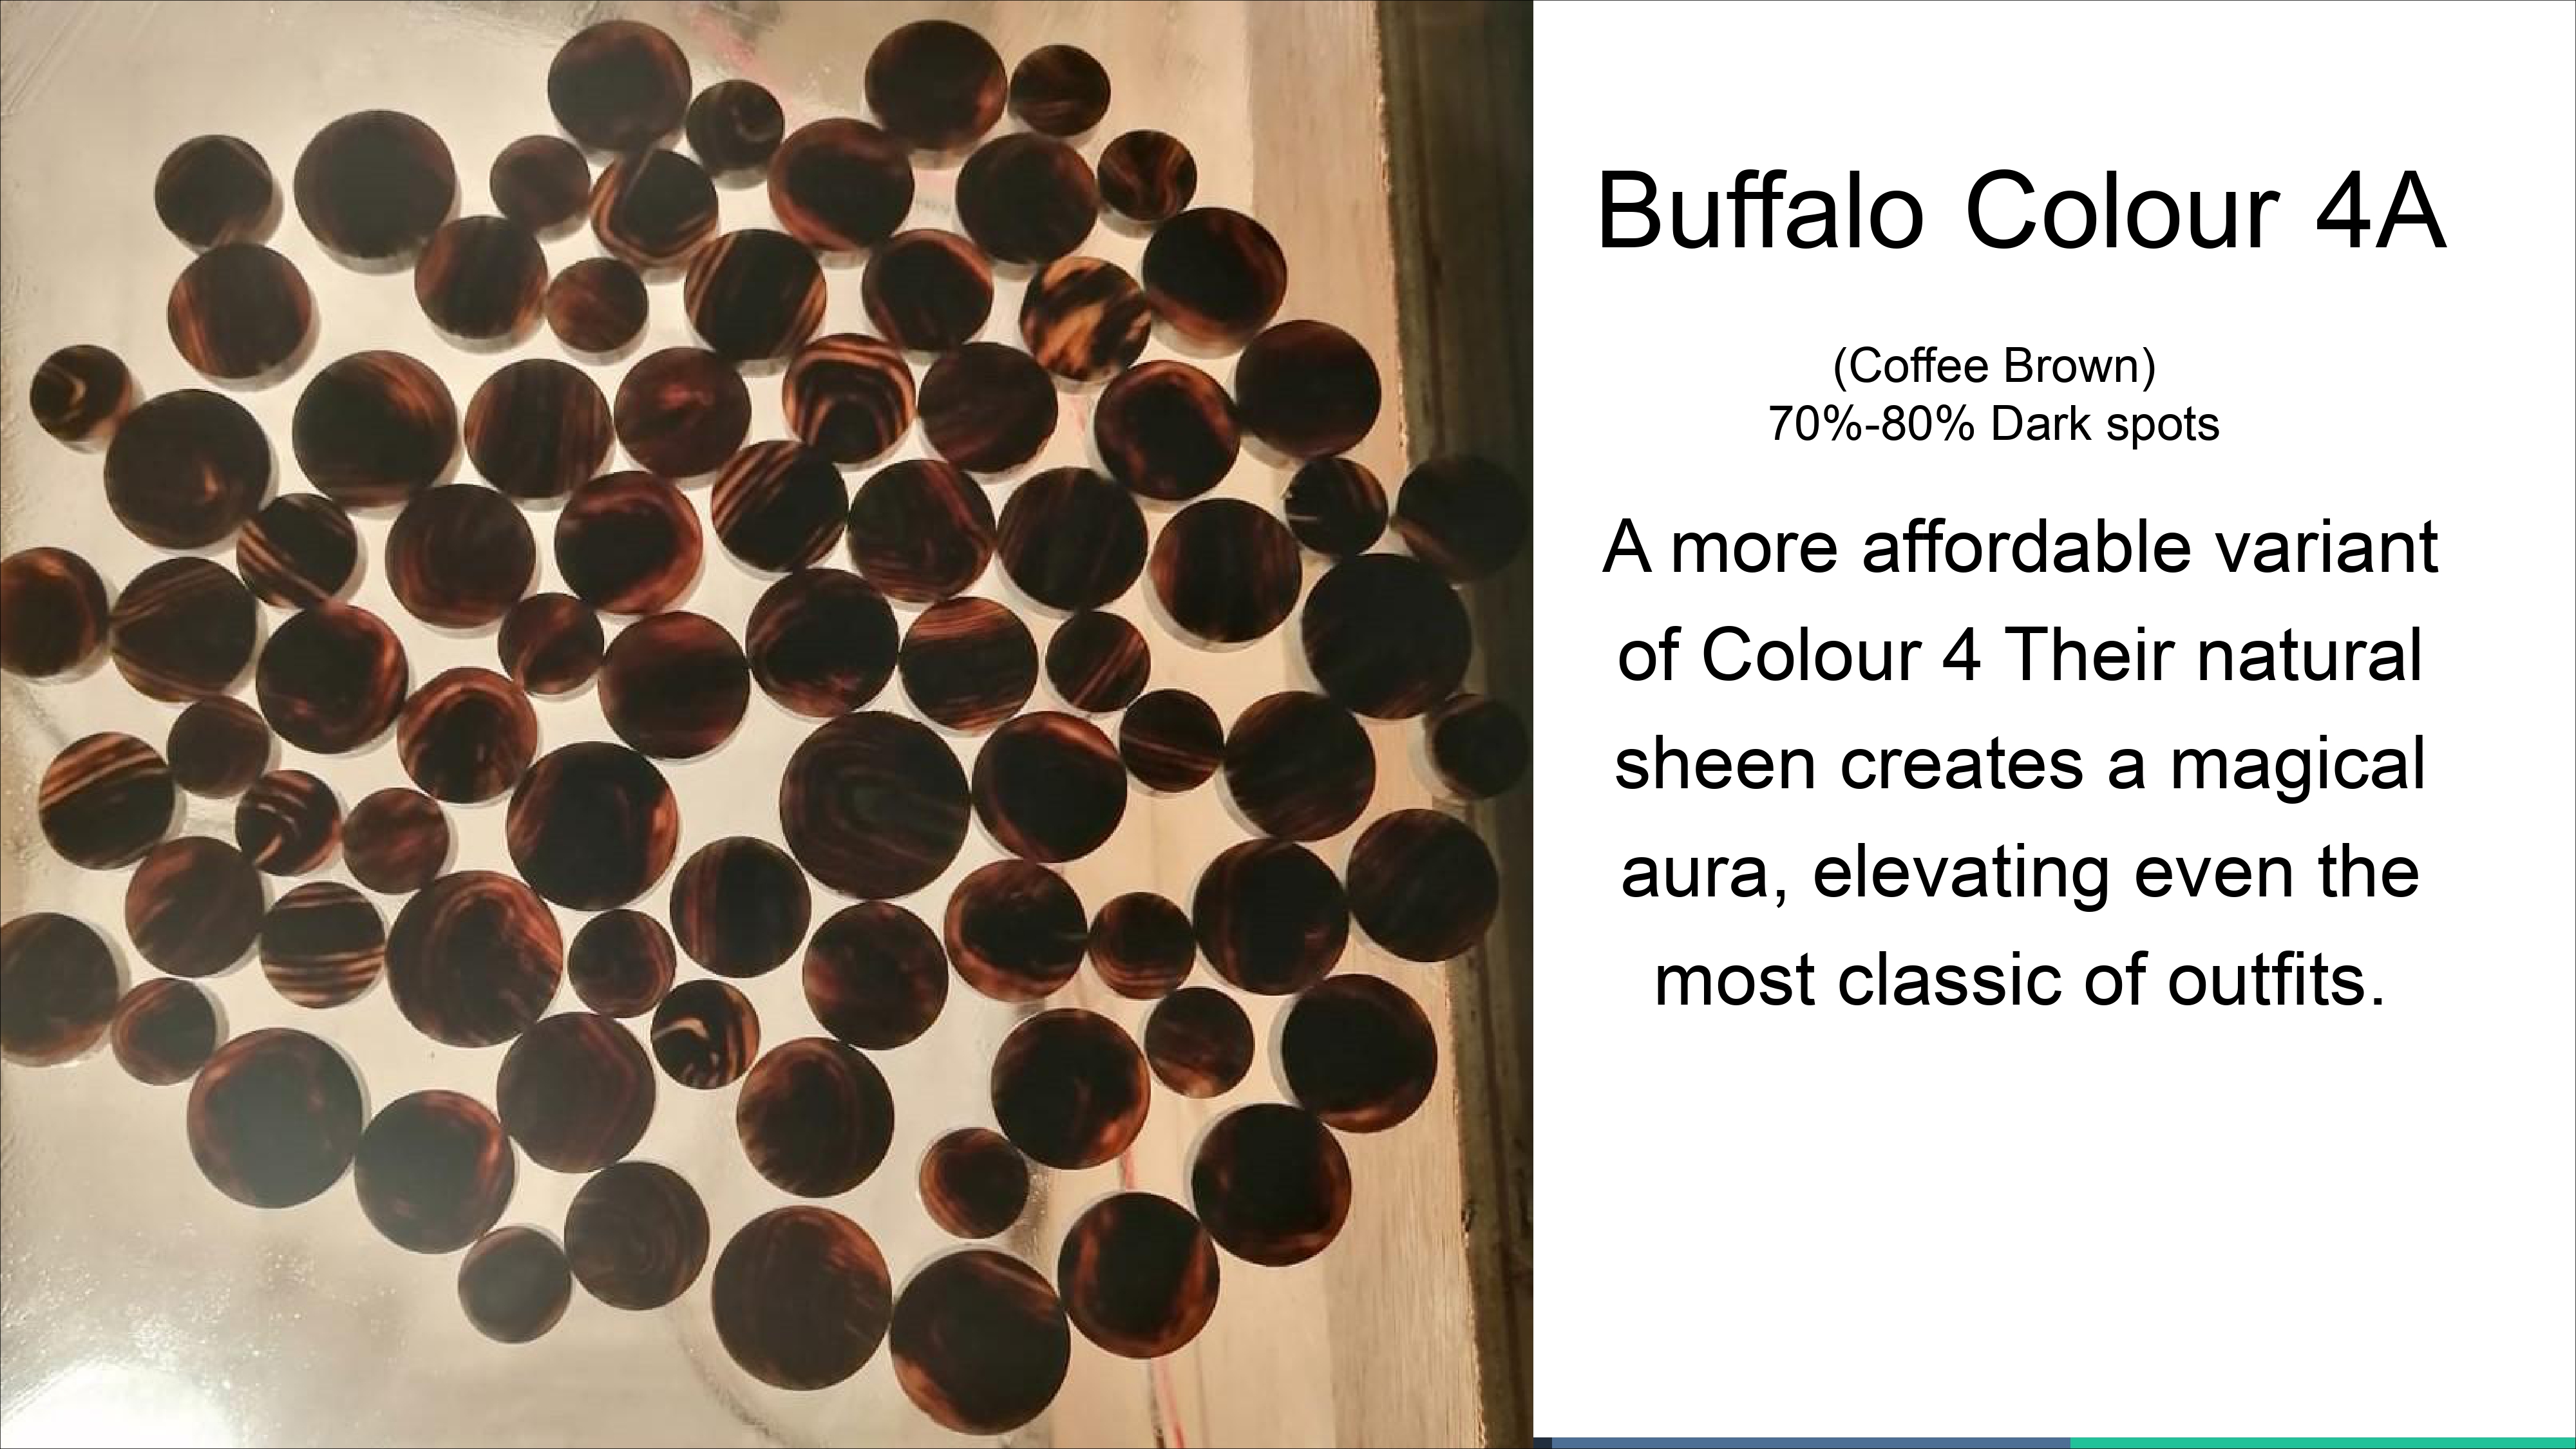 Buffalo Colour 4A
(Coffee Brown)
70%-80% Dark spots
A more affordable variant
of Colour 4 Their natural
sheen creates a magical
aura, elevating even the
most classic of outfits.